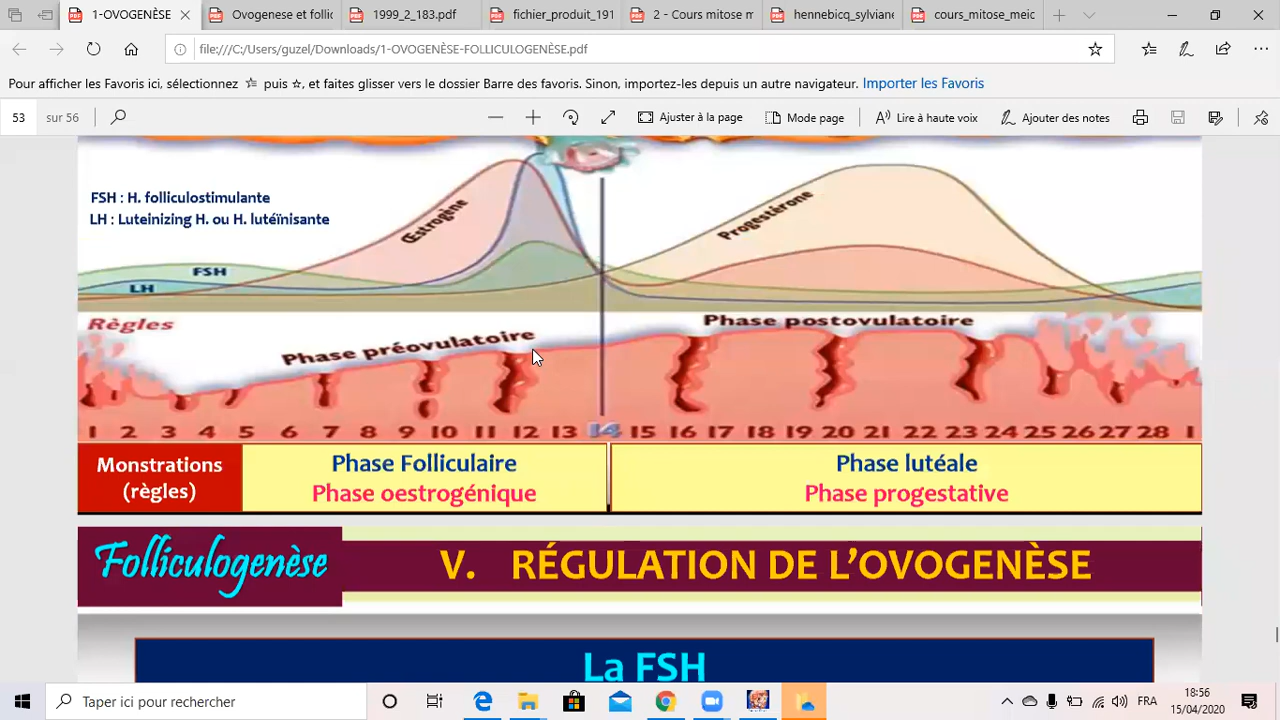 1-OVOGENÈSE
Ovogenese et follic
1999_2_183.pdf
fichier_produit_191
2 - Cours mitose m
hennebicq_sylviane
cours_mitose_meic
file:///C:/Users/guzel/Downloads/1-OVOGENÈSE-FOLLICULOGENÈSE.pdf
Pour afficher les Favoris ici, sélectionnez puis ☆, et faites glisser vers le dossier Barre des favoris. Sinon, importez-les depuis un autre navigateur. Importer les Favoris
53 sur 56 Ajuster à la page Mode page Lire à haute voix Ajouter des notes
FSH : H. folliculostimulante
LH : Luteinizing H. ou H. lutéïnisante
Œstrogène
Progestérone
FSH
LH
Règles
Phase préovulatoire
Phase postovulatoire
1 2 3 4 5 6 7 8 9 10 11 12 13 14 15 16 17 18 19 20 21 22 23 24 25 26 27 28 1
Monstrations
(règles)
Phase Folliculaire
Phase oestrogénique
Phase lutéale
Phase progestative
Folliculogenèse
V. RÉGULATION DE L’OVOGENÈSE
La FSH
Taper ici pour rechercher
FRA
18:56
15/04/2020